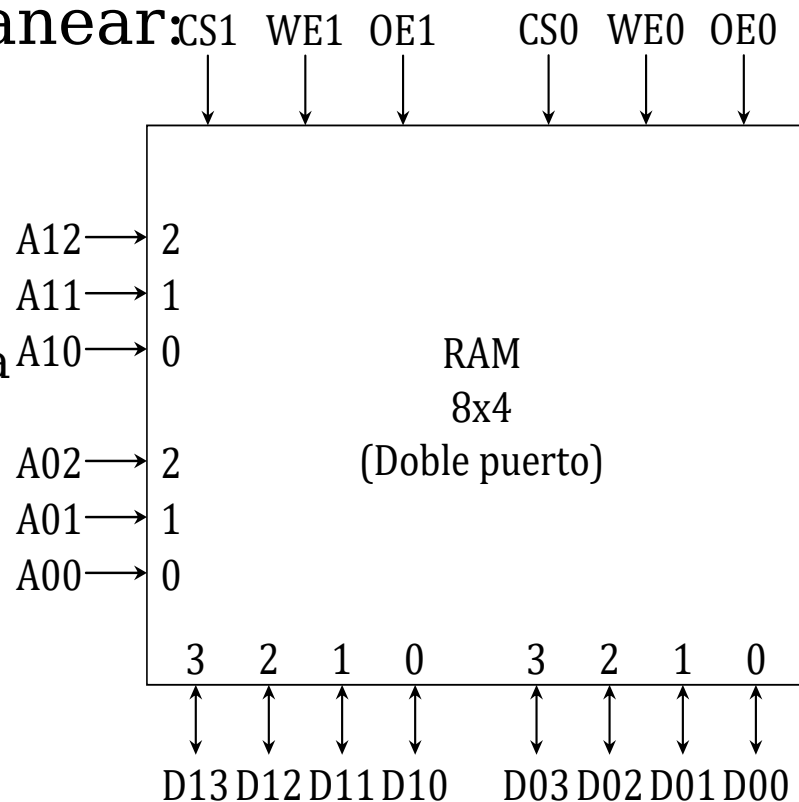 anear:
CS1 WE1 OE1 CS0 WE0 OE0
A12 2
A11 1
a A10 0
RAM
8x4
(Doble puerto)
A02 2
A01 1
A00 0
3 2 1 0 3 2 1 0
D13 D12 D11 D10 D03 D02 D01 D00